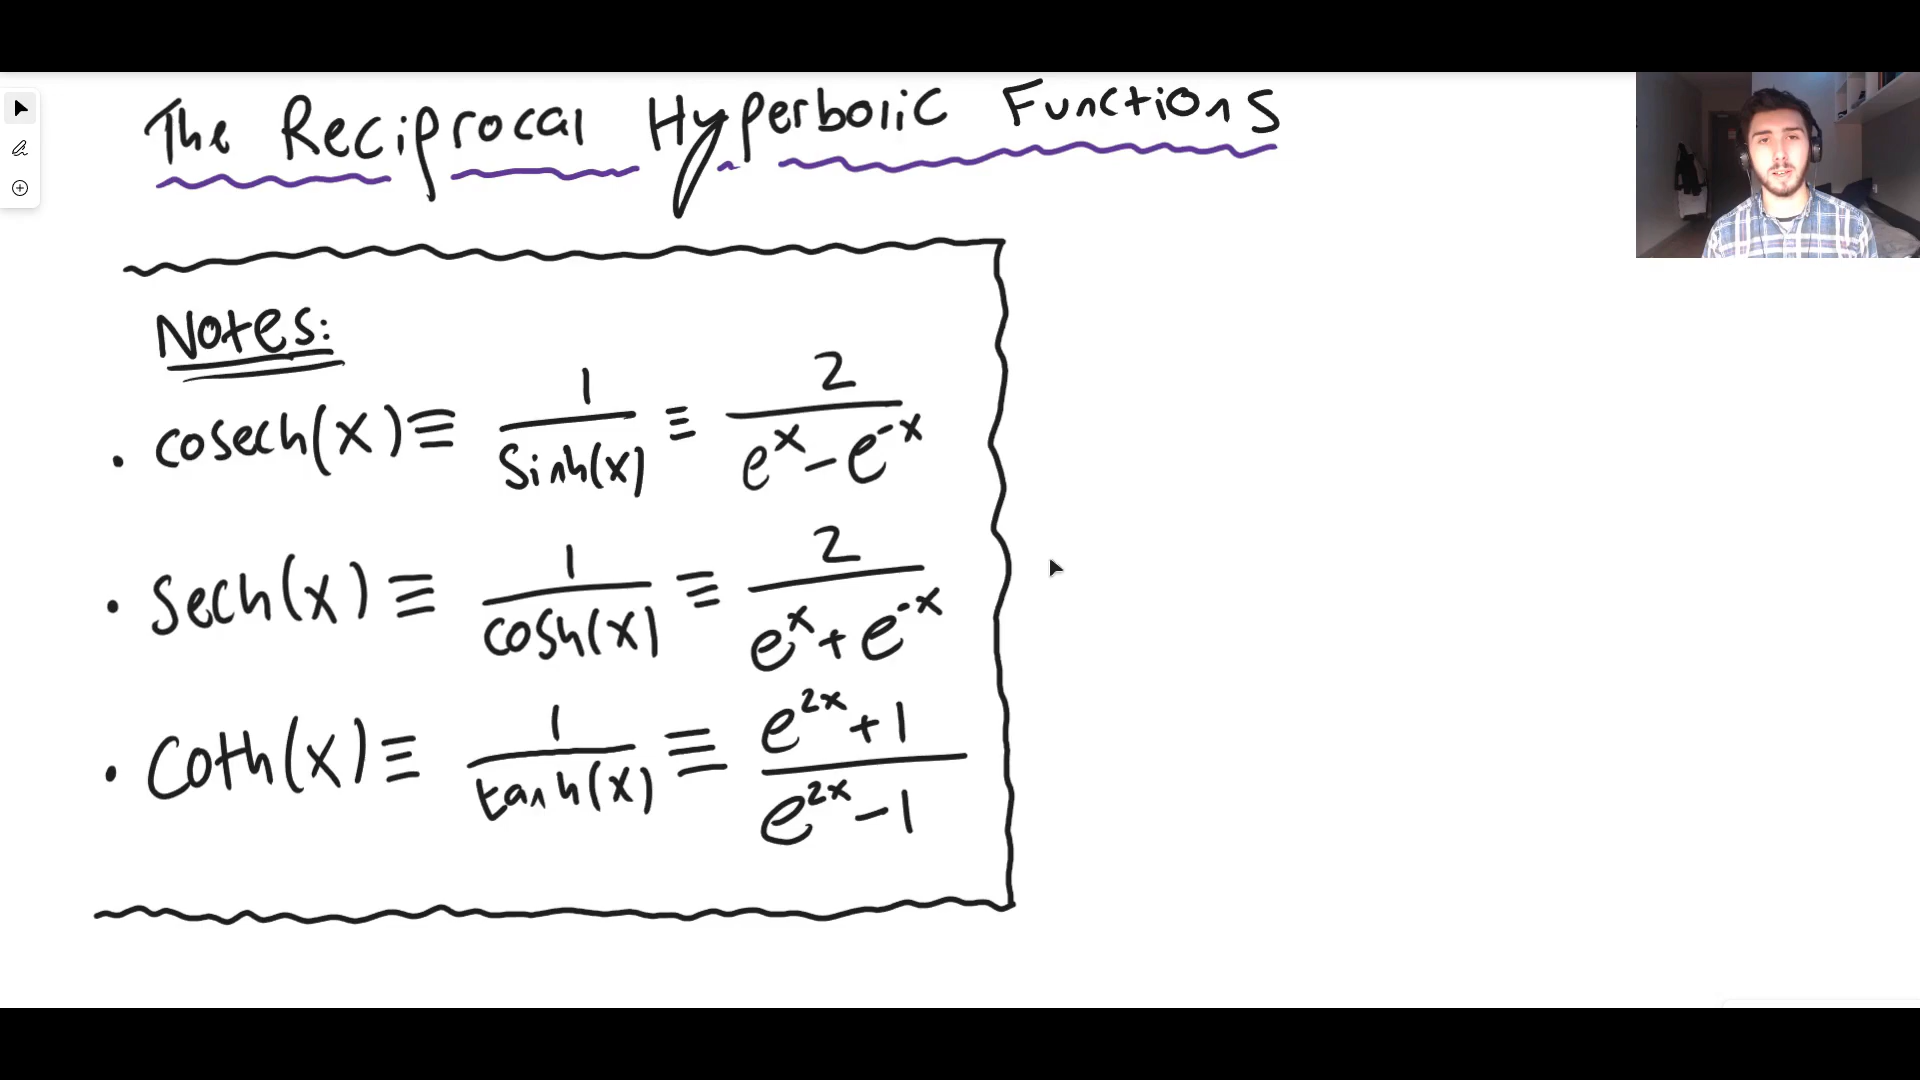 The Reciprocal Hyperbolic Functions
Notes:
• cosech(x) ≡ 1/sinh(x) ≡ 2/(e^x - e^-x)
• Sech(x) ≡ 1/cosh(x) ≡ 2/(e^x + e^-x)
• Coth(x) ≡ 1/tanh(x) ≡ (e^2x + 1)/(e^2x - 1)